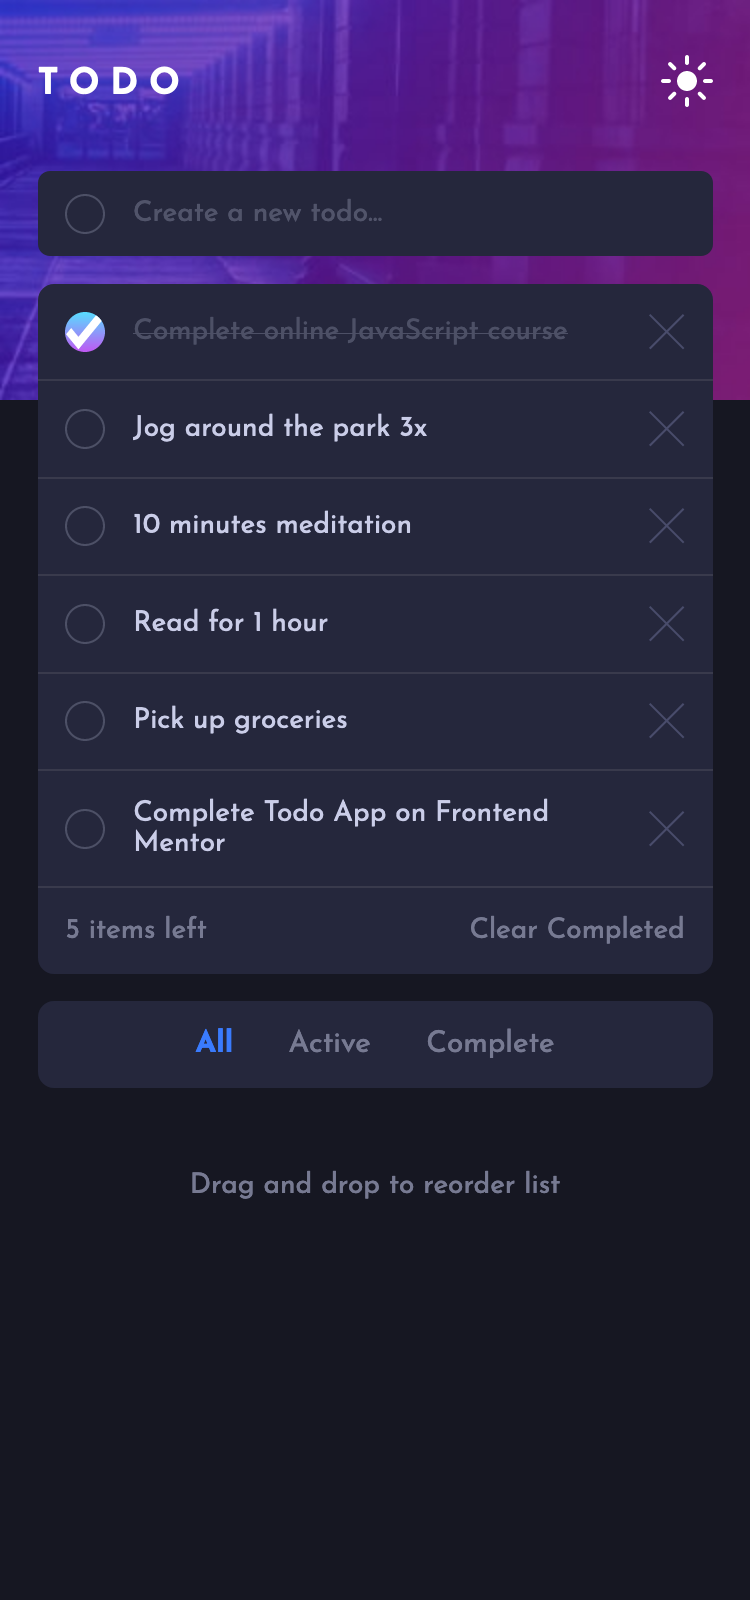 TODO
Create a new todo...
Complete online JavaScript course
Jog around the park 3x
10 minutes meditation
Read for 1 hour
Pick up groceries
Complete Todo App on Frontend
Mentor
5 items left Clear Completed
All Active Complete
Drag and drop to reorder list